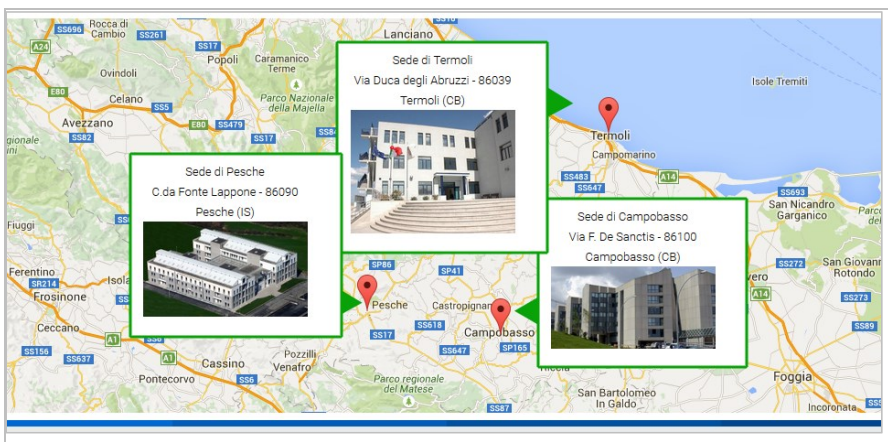 Sede di Termoli
Via Duca degli Abruzzi - 86039
Termoli (CB)
Sede di Pesche
C.da Fonte Lappone - 86090
Pesche (IS)
Sede di Campobasso
Via F. De Sanctis - 86100
Campobasso (CB)
Rocca di
Cambio
SS696
SS261
SS17
A24
Popoli
Caramanico
Terme
Lanciano
Ovindoli
E80
Celano
SS5
Parco Nazionale
della Majella
Avezzano
SS82
E80
SS479
SS17
Isole Tremiti
Termoli
Campomarino
SS483
SS647
A14
SS693
San Nicandro
Garganico
Fiuggi
Ferentino
SR214
Frosinone
Ceccano
SS156
SS637
A1
Pontecorvo
A1
Cassino
SS6
Pozzilli
Venafro
SP86
SP41
Pesche
Castropignano
SS17
SS618
Campobasso
SS647
SP165
Parco regionale
del Matese
SS87
San Bartolomeo
In Galdo
SS272
San Giovan
Rotondo
A14
SS273
SS89
Foggia
Incoronata